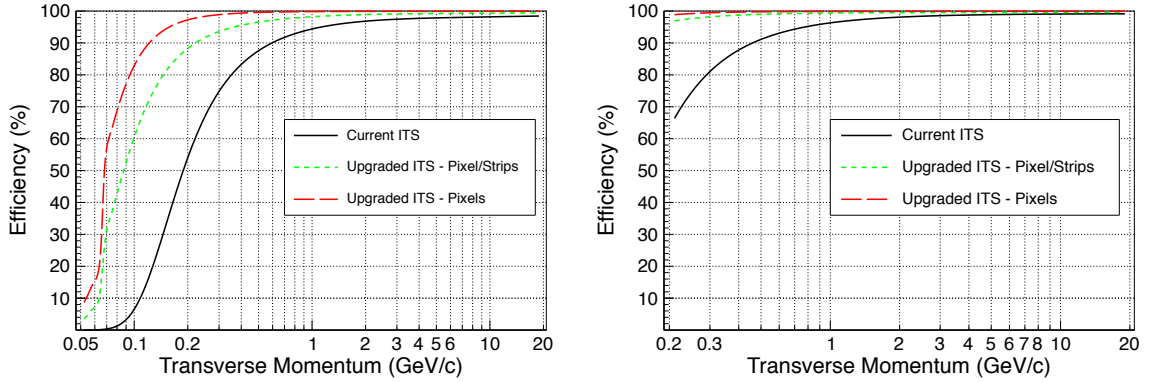 Efficiency (%)
100
90
80
70
60
50
40
30
20
10
Current ITS
Upgraded ITS - Pixel/Strips
Upgraded ITS - Pixels
0.05 0.1 0.2 0.3 1 2 3 4 5 6 10 20
Transverse Momentum (GeV/c)
Efficiency (%)
100
90
80
70
60
50
40
30
20
10
Current ITS
Upgraded ITS - Pixel/Strips
Upgraded ITS - Pixels
0.2 0.3 1 2 3 4 5 6 7 8 10 20
Transverse Momentum (GeV/c)